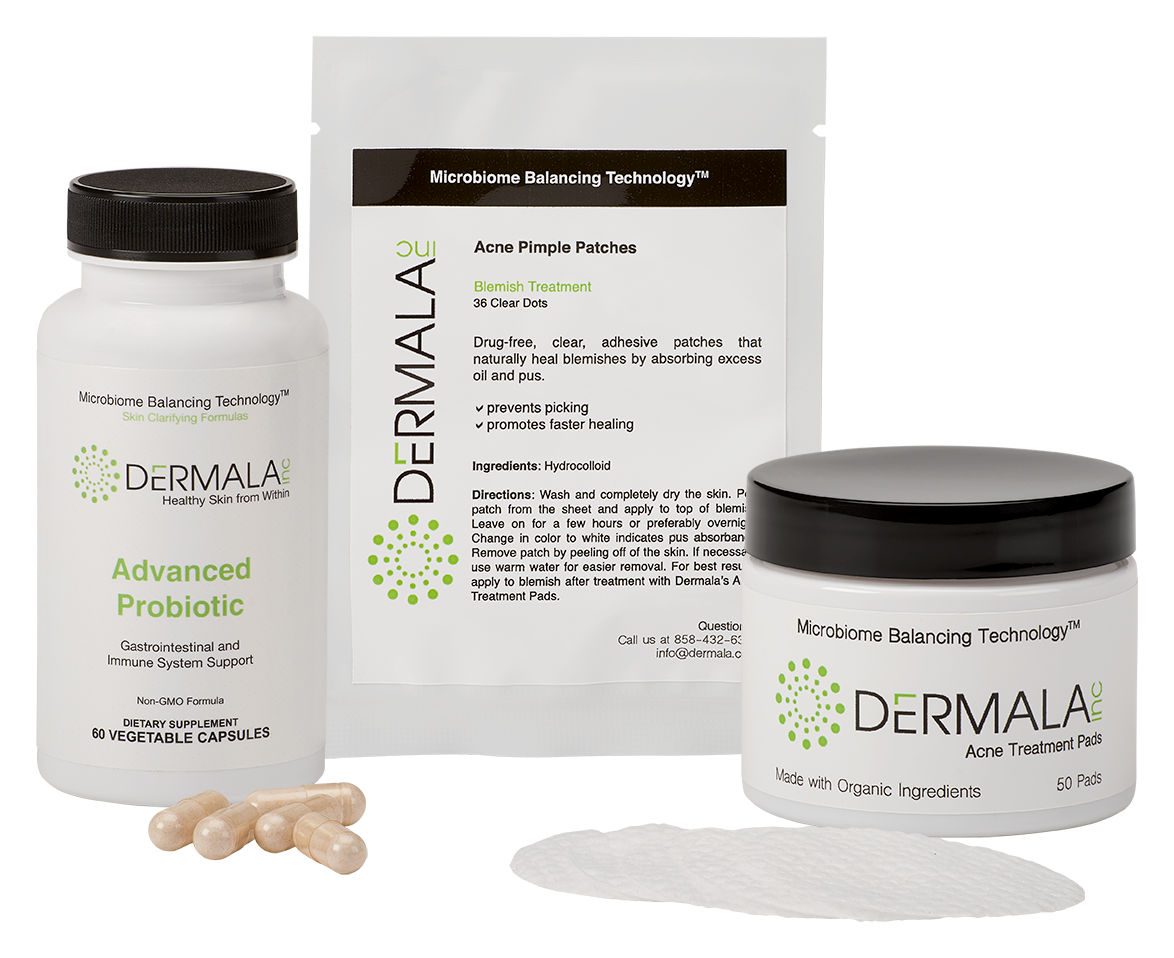 Microbiome Balancing Technology™
Skin Clarifying Formulas
DERMALA inc
Healthy Skin from Within
Advanced
Probiotic
Gastrointestinal and
Immune System Support
Non-GMO Formula
DIETARY SUPPLEMENT
60 VEGETABLE CAPSULES
Microbiome Balancing Technology™
DERMALA inc
Acne Pimple Patches
Blemish Treatment
36 Clear Dots
Drug-free, clear, adhesive patches that
naturally heal blemishes by absorbing excess
oil and pus.
✓ prevents picking
✓ promotes faster healing
Ingredients: Hydrocolloid
Directions: Wash and completely dry the skin.
patch from the sheet and apply to top of
Leave on for a few hours or preferably
Change in color to white indicates pus
Remove patch by peeling off of the skin. If
use warm water for easier removal. For best
apply to blemish after treatment with Dermala's
Treatment Pads.
Call us at 858-432-6
info@dermala.c
Microbiome Balancing Technology™
DERMALA inc
Acne Treatment Pads
Made with Organic Ingredients
50 Pads